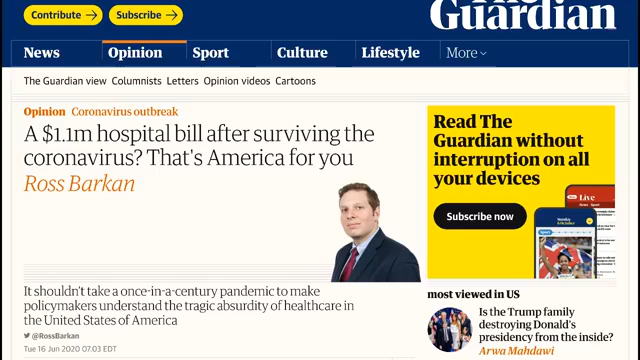 Contribute →
Subscribe →
The
Guardian
News
Opinion
Sport
Culture
Lifestyle
More
The Guardian view
Columnists
Letters
Opinion videos
Cartoons
Opinion
Coronavirus outbreak
A $1.1m hospital bill after surviving the
coronavirus? That's America for you
Ross Barkan
It shouldn't take a once-in-a-century pandemic to make
policymakers understand the tragic absurdity of healthcare in
the United States of America
@RossBarkan
Tue 16 Jun 2020 07.03 EDT
Read The
Guardian without
interruption on all
your devices
Subscribe now
Live
most viewed in US
Is the Trump family
destroying Donald's
presidency from the inside?
Arwa Mahdawi